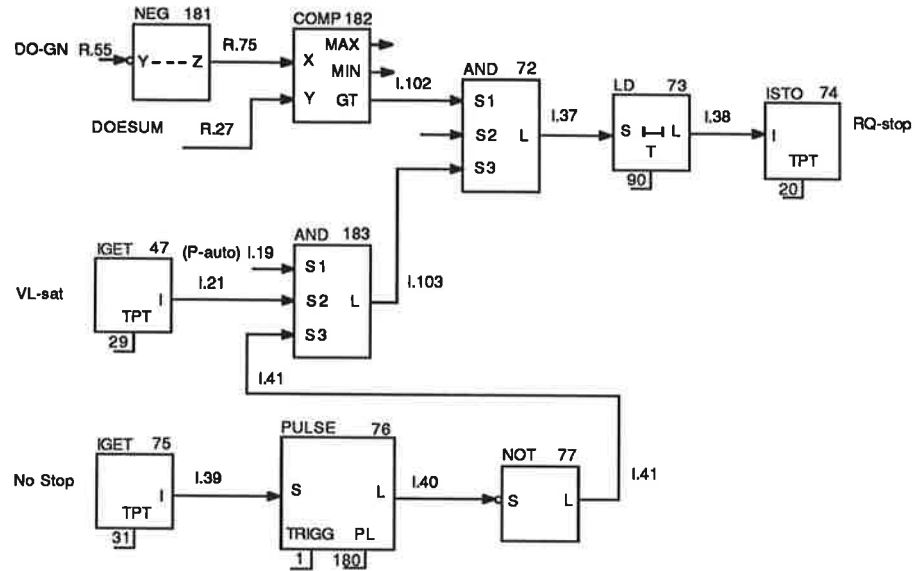 NEG 181
COMP 182
DO-GN R.55
Y - - - Z
R.75
X
MAX
MIN
Y
GT
I.102
DOESUM
R.27
AND 72
S1
S2 L
S3
I.37
LD 73
S L
T
90
I.38
ISTO 74
I
TPT
20
RQ-stop
IGET 47
(P-auto) I.19
AND 183
VL-sat
I
TPT
29
I.21
S1
S2 L
S3
I.103
I.41
IGET 75
No Stop
I
TPT
31
I.39
PULSE 76
S L
TRIGG PL
1 180
I.40
NOT 77
S L
I.41